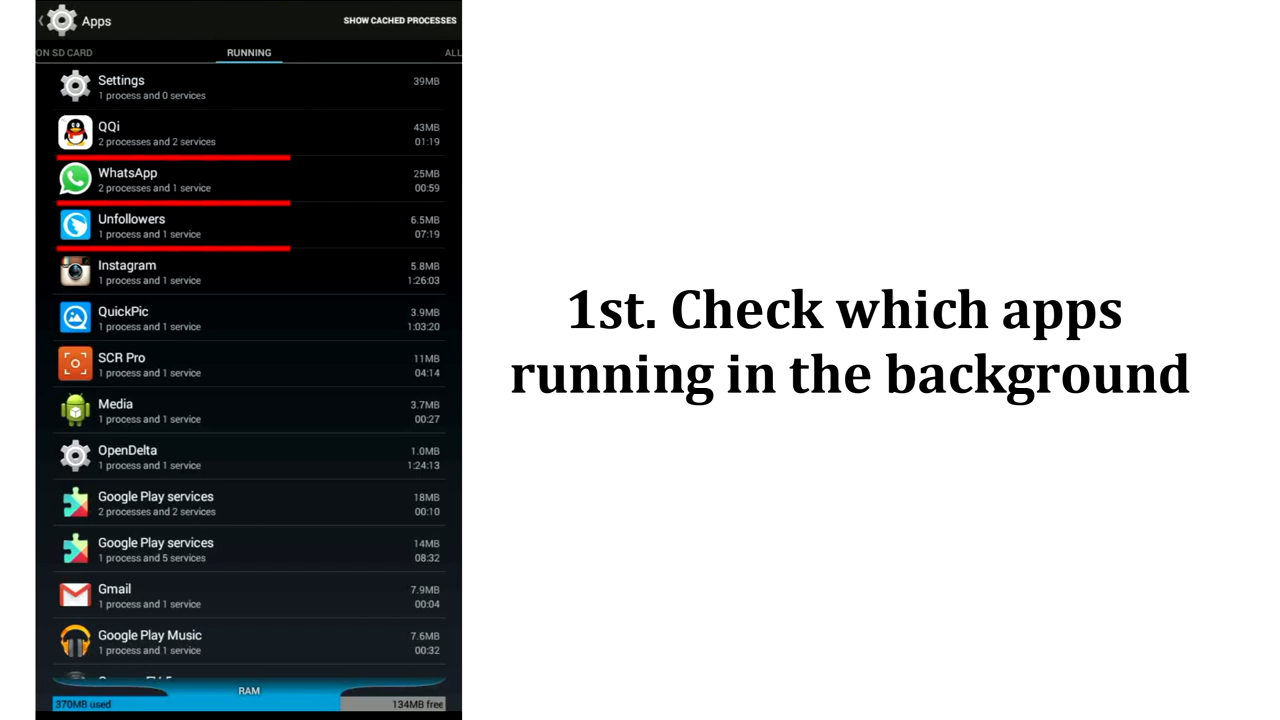 Apps
SHOW CACHED PROCESSES
ON SD CARD
RUNNING
ALL
Settings
39MB
1 process and 0 services
QQi
43MB
2 processes and 2 services
01:19
WhatsApp
25MB
2 processes and 1 service
00:59
Unfollowers
6.5MB
1 process and 1 service
07:19
Instagram
5.8MB
1 process and 1 service
1:26:03
QuickPic
3.9MB
1 process and 1 service
1:03:20
SCR Pro
11MB
1 process and 1 service
04:14
Media
3.7MB
1 process and 1 service
00:27
OpenDelta
1.0MB
1 process and 1 service
1:24:13
Google Play services
18MB
2 processes and 2 services
00:10
Google Play services
14MB
1 process and 5 services
08:32
Gmail
7.9MB
1 process and 1 service
00:04
Google Play Music
7.6MB
1 process and 1 service
00:32
RAM
370MB used
134MB free
1st. Check which apps
running in the background